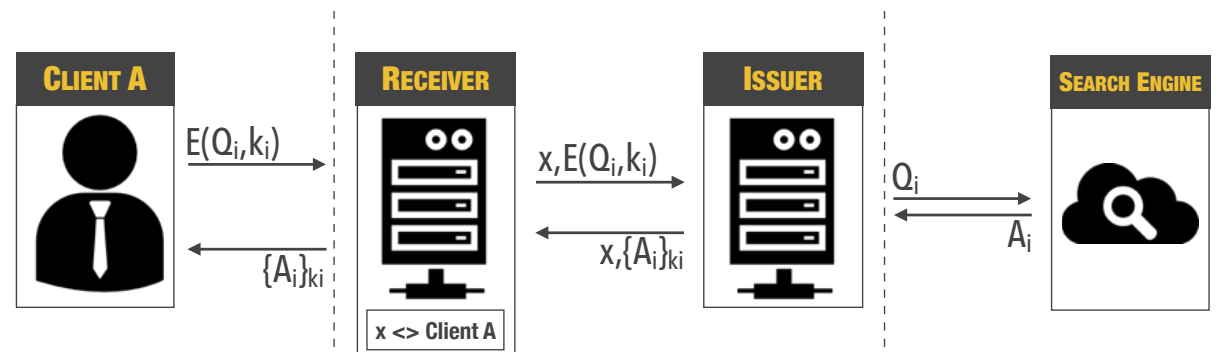 CLIENT A
E(Qᵢ,kᵢ)
{Aᵢ}ₖᵢ
RECEIVER
x <> Client A
x,E(Qᵢ,kᵢ)
x,{Aᵢ}ₖᵢ
ISSUER
Qᵢ
Aᵢ
SEARCH ENGINE